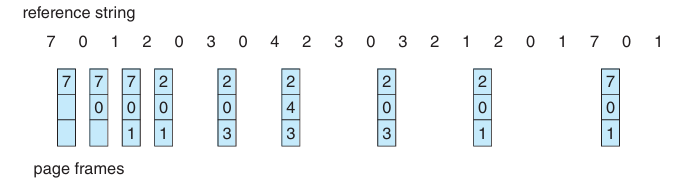 reference string
7 0 1 2 0 3 0 4 2 3 0 3 2 1 2 0 1 7 0 1
7 7 7 2 2 2 2 2 7
0 0 0 0 4 0 0 0
1 1 3 3 3 1 1
page frames